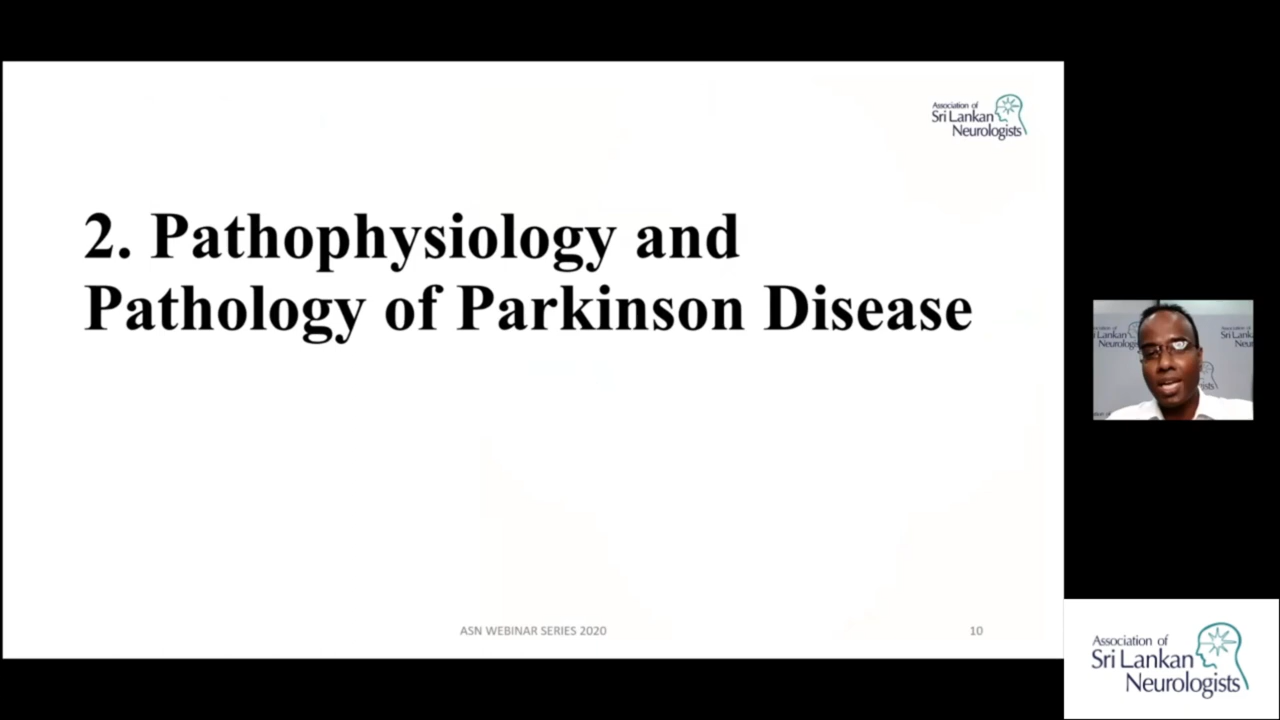 Association of
Sri Lankan
Neurologists
2. Pathophysiology and
Pathology of Parkinson Disease
ASN WEBINAR SERIES 2020
10
Association of
Sri Lankan
Neurologists